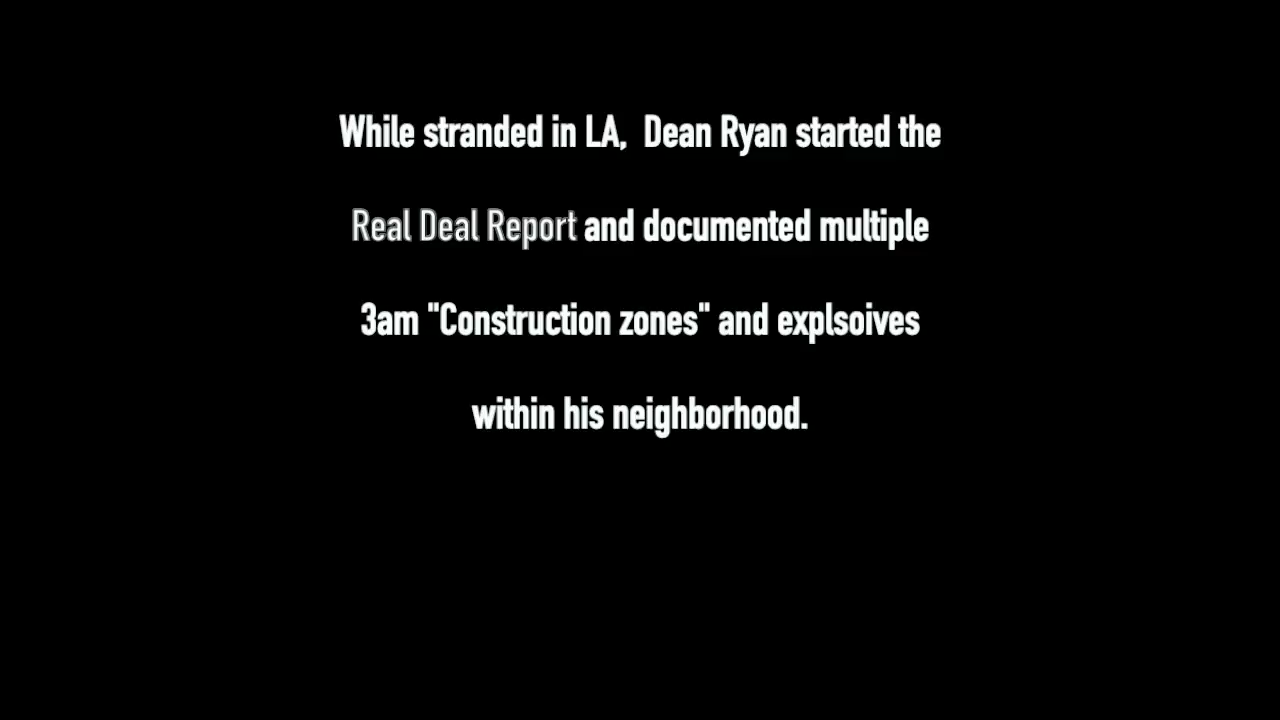 While stranded in LA,  Dean Ryan started the
Real Deal Report and documented multiple
3am "Construction zones" and explsoives
within his neighborhood.